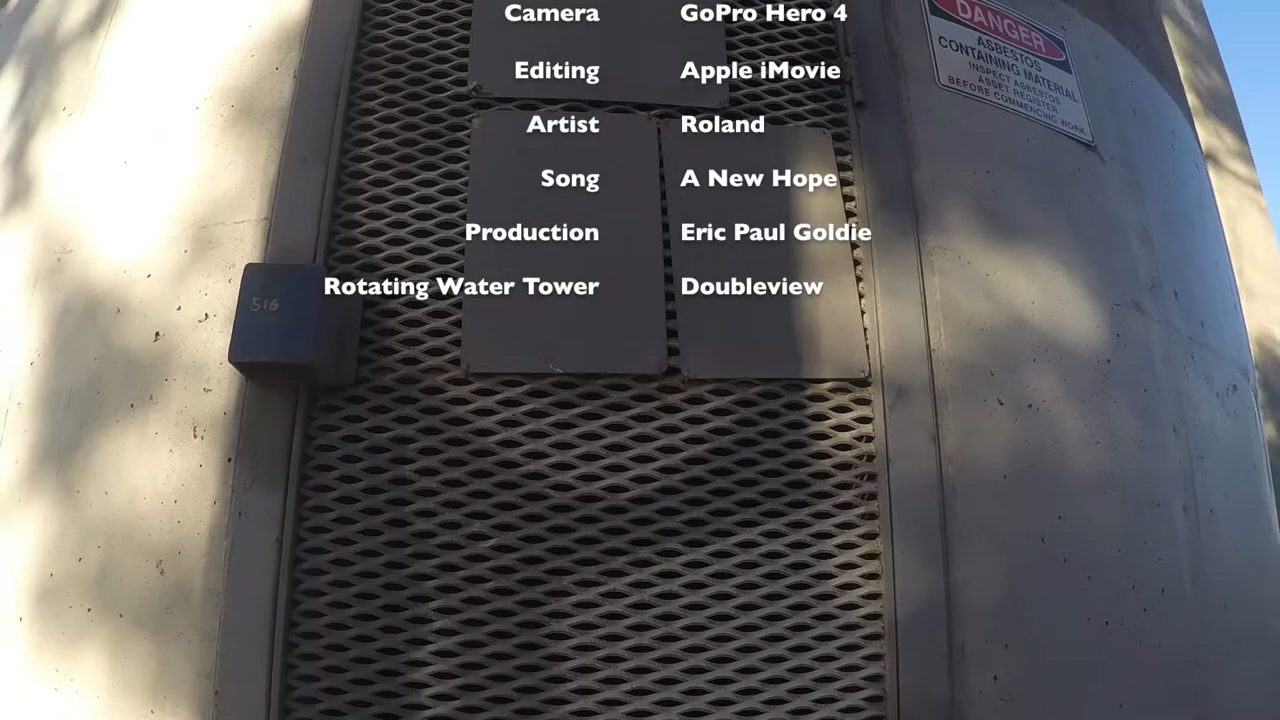 Camera GoPro Hero 4
Editing Apple iMovie
Artist Roland
Song A New Hope
Production Eric Paul Goldie
Rotating Water Tower Doubleview
DANGER
ASBESTOS
CONTAINING MATERIAL
INSPECT ASBESTOS
ASSET REGISTER
BEFORE COMMENCING WORK
516